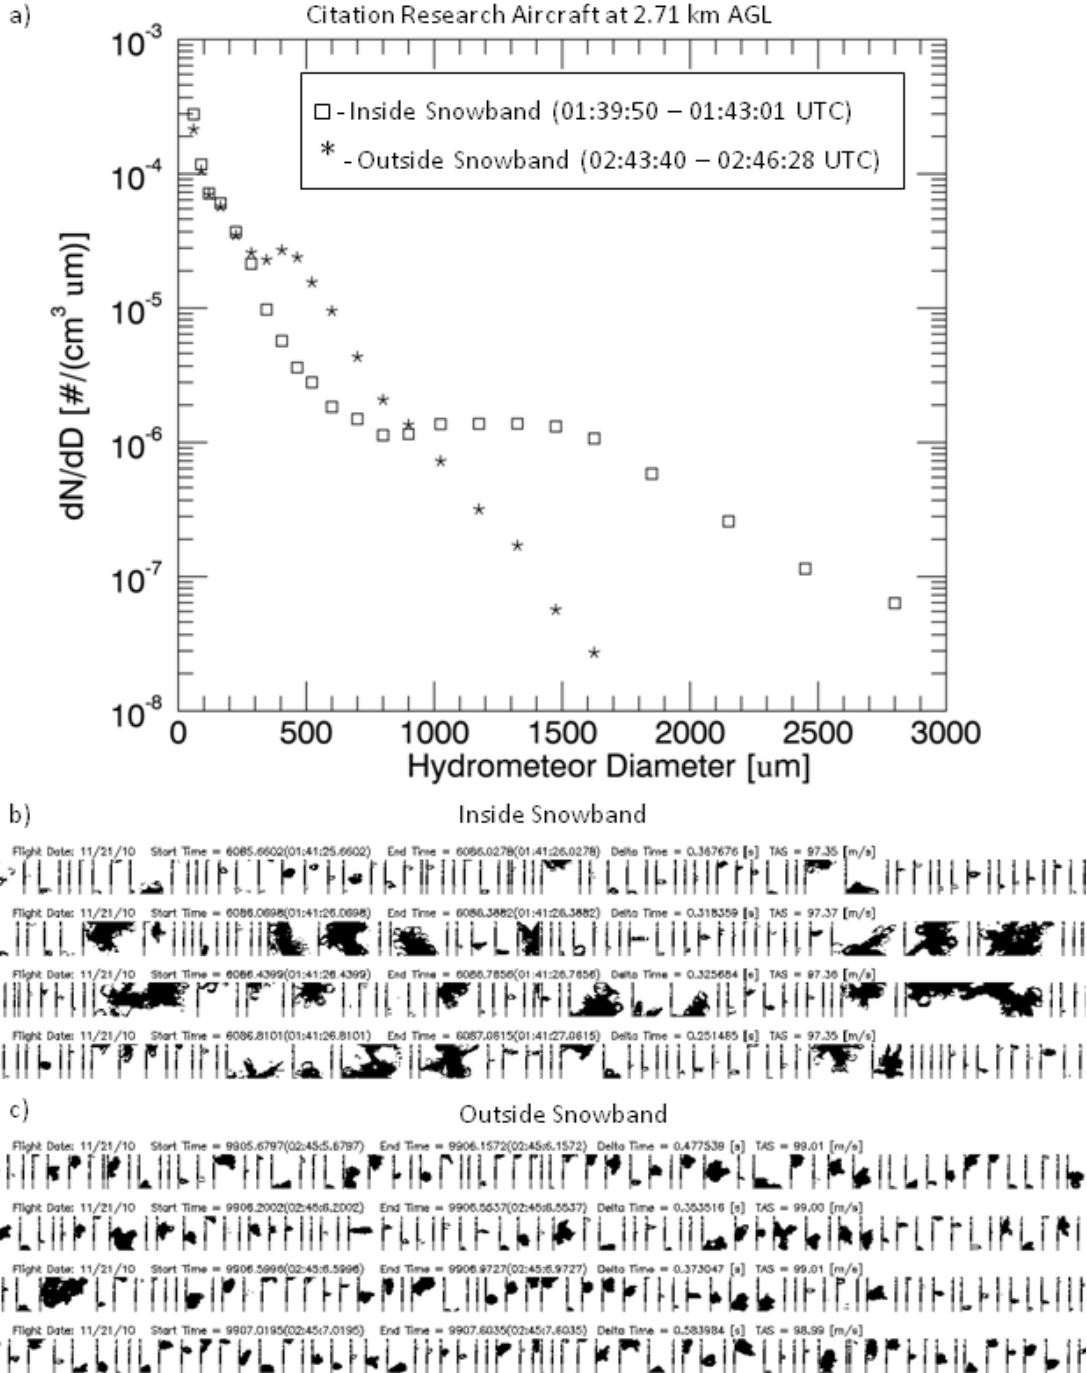 a)
Citation Research Aircraft at 2.71 km AGL
10-3
□ - Inside Snowband (01:39:50 – 01:43:01 UTC)
* - Outside Snowband (02:43:40 – 02:46:28 UTC)
10-4
10-5
10-6
10-7
10-8
dN/dD [#/(cm3 um)]
0 500 1000 1500 2000 2500 3000
Hydrometeor Diameter [um]
b)
Inside Snowband
Flight Date: 11/21/10 Start Time = 6085.6602(01:41:25.6602) End Time = 6086.0278(01:41:26.0278) Delta Time = 0.367676 [s] TAS = 97.35 [m/s]
Flight Date: 11/21/10 Start Time = 6086.0698(01:41:26.0698) End Time = 6086.3882(01:41:26.3882) Delta Time = 0.318359 [s] TAS = 97.37 [m/s]
Flight Date: 11/21/10 Start Time = 6086.4399(01:41:26.4399) End Time = 6086.7656(01:41:26.7656) Delta Time = 0.325684 [s] TAS = 97.36 [m/s]
Flight Date: 11/21/10 Start Time = 6086.8101(01:41:26.8101) End Time = 6087.0615(01:41:27.0615) Delta Time = 0.251465 [s] TAS = 97.35 [m/s]
c)
Outside Snowband
Flight Date: 11/21/10 Start Time = 9905.6797(02:45:5.6797) End Time = 9906.1572(02:45:6.1572) Delta Time = 0.477539 [s] TAS = 99.01 [m/s]
Flight Date: 11/21/10 Start Time = 9906.2002(02:45:6.2002) End Time = 9906.5537(02:45:6.5537) Delta Time = 0.353516 [s] TAS = 99.00 [m/s]
Flight Date: 11/21/10 Start Time = 9906.5996(02:45:6.5996) End Time = 9906.9727(02:45:6.9727) Delta Time = 0.373047 [s] TAS = 99.01 [m/s]
Flight Date: 11/21/10 Start Time = 9907.0195(02:45:7.0195) End Time = 9907.6035(02:45:7.6035) Delta Time = 0.583984 [s] TAS = 98.99 [m/s]